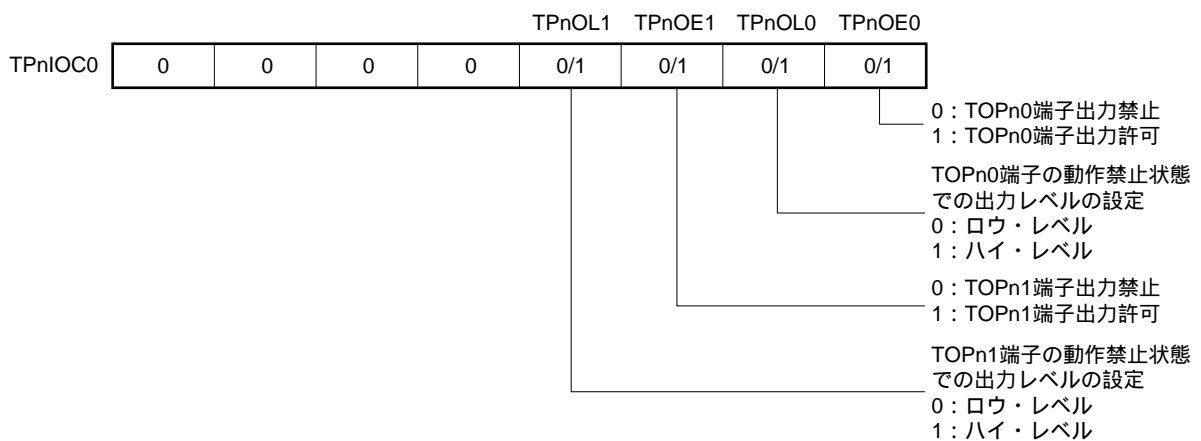 TPnOL1 TPnOE1 TPnOL0 TPnOE0
TPnIOC0 0 0 0 0 0/1 0/1 0/1 0/1
0：TOPn0端子出力禁止
1：TOPn0端子出力許可
TOPn0端子の動作禁止状態
での出力レベルの設定
0：ロウ・レベル
1：ハイ・レベル
0：TOPn1端子出力禁止
1：TOPn1端子出力許可
TOPn1端子の動作禁止状態
での出力レベルの設定
0：ロウ・レベル
1：ハイ・レベル